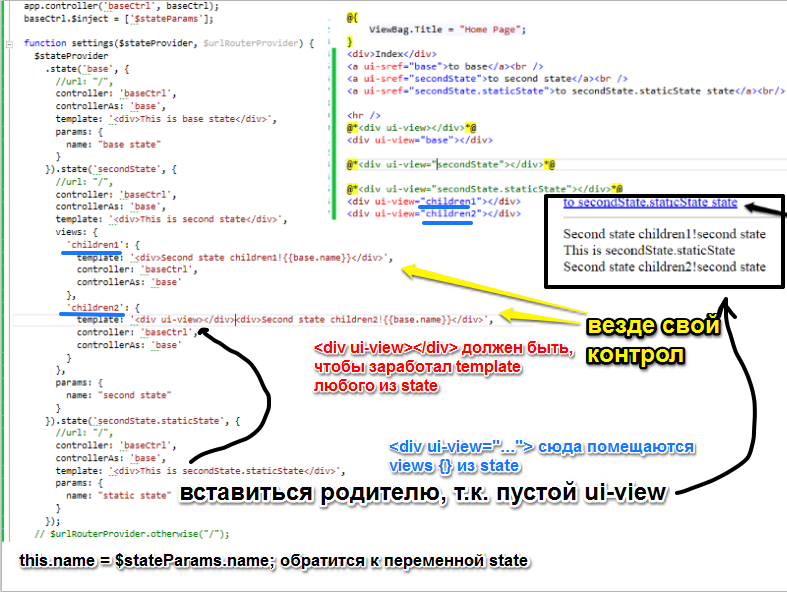 app.controller('baseCtrl', baseCtrl);
baseCtrl.$inject = ['$stateParams'];
function settings($stateProvider, $urlRouterProvider) {
$stateProvider
.state('base', {
//url: "/",
controller: 'baseCtrl',
controllerAs: 'base',
template: '<div>This is base state</div>',
params: {
name: "base state"
}
}).state('secondState', {
//url: "/",
controller: 'baseCtrl',
controllerAs: 'base',
template: '<div>This is second state</div>',
views: {
'children1': {
template: '<div>Second state children1!{{base.name}}</div>',
controller: 'baseCtrl',
controllerAs: 'base'
},
'children2': {
template: '<div ui-view></div><div>Second state children2!{{base.name}}</div>',
controller: 'baseCtrl',
controllerAs: 'base'
}
},
params: {
name: "second state"
}
}).state('secondState.staticState', {
//url: "/",
controller: 'baseCtrl',
controllerAs: 'base',
template: '<div>This is secondState.staticState</div>',
params: {
name: "static state"
}
});
// $urlRouterProvider.otherwise("/");
@{
ViewBag.Title = "Home Page";
}
<div>Index</div>
<a ui-sref="base">to base</a><br />
<a ui-sref="secondState">to second state</a><br />
<a ui-sref="secondState.staticState">to secondState.staticState state</a><br/>
<hr />
@*<div ui-view></div>*@
<div ui-view="base"></div>
@*<div ui-view="secondState"></div>*@
@*<div ui-view="secondState.staticState"></div>*@
<div ui-view="children1"></div>
<div ui-view="children2"></div>
to secondState.staticState state
Second state children1!second state
This is secondState.staticState
Second state children2!second state
везде свой
контрол
<div ui-view></div> должен быть,
чтобы заработал template
любого из state
<div ui-view="..."> сюда помещаются
views {} из state
вставиться родителю, т.к. пустой ui-view
this.name = $stateParams.name; обратится к переменной state